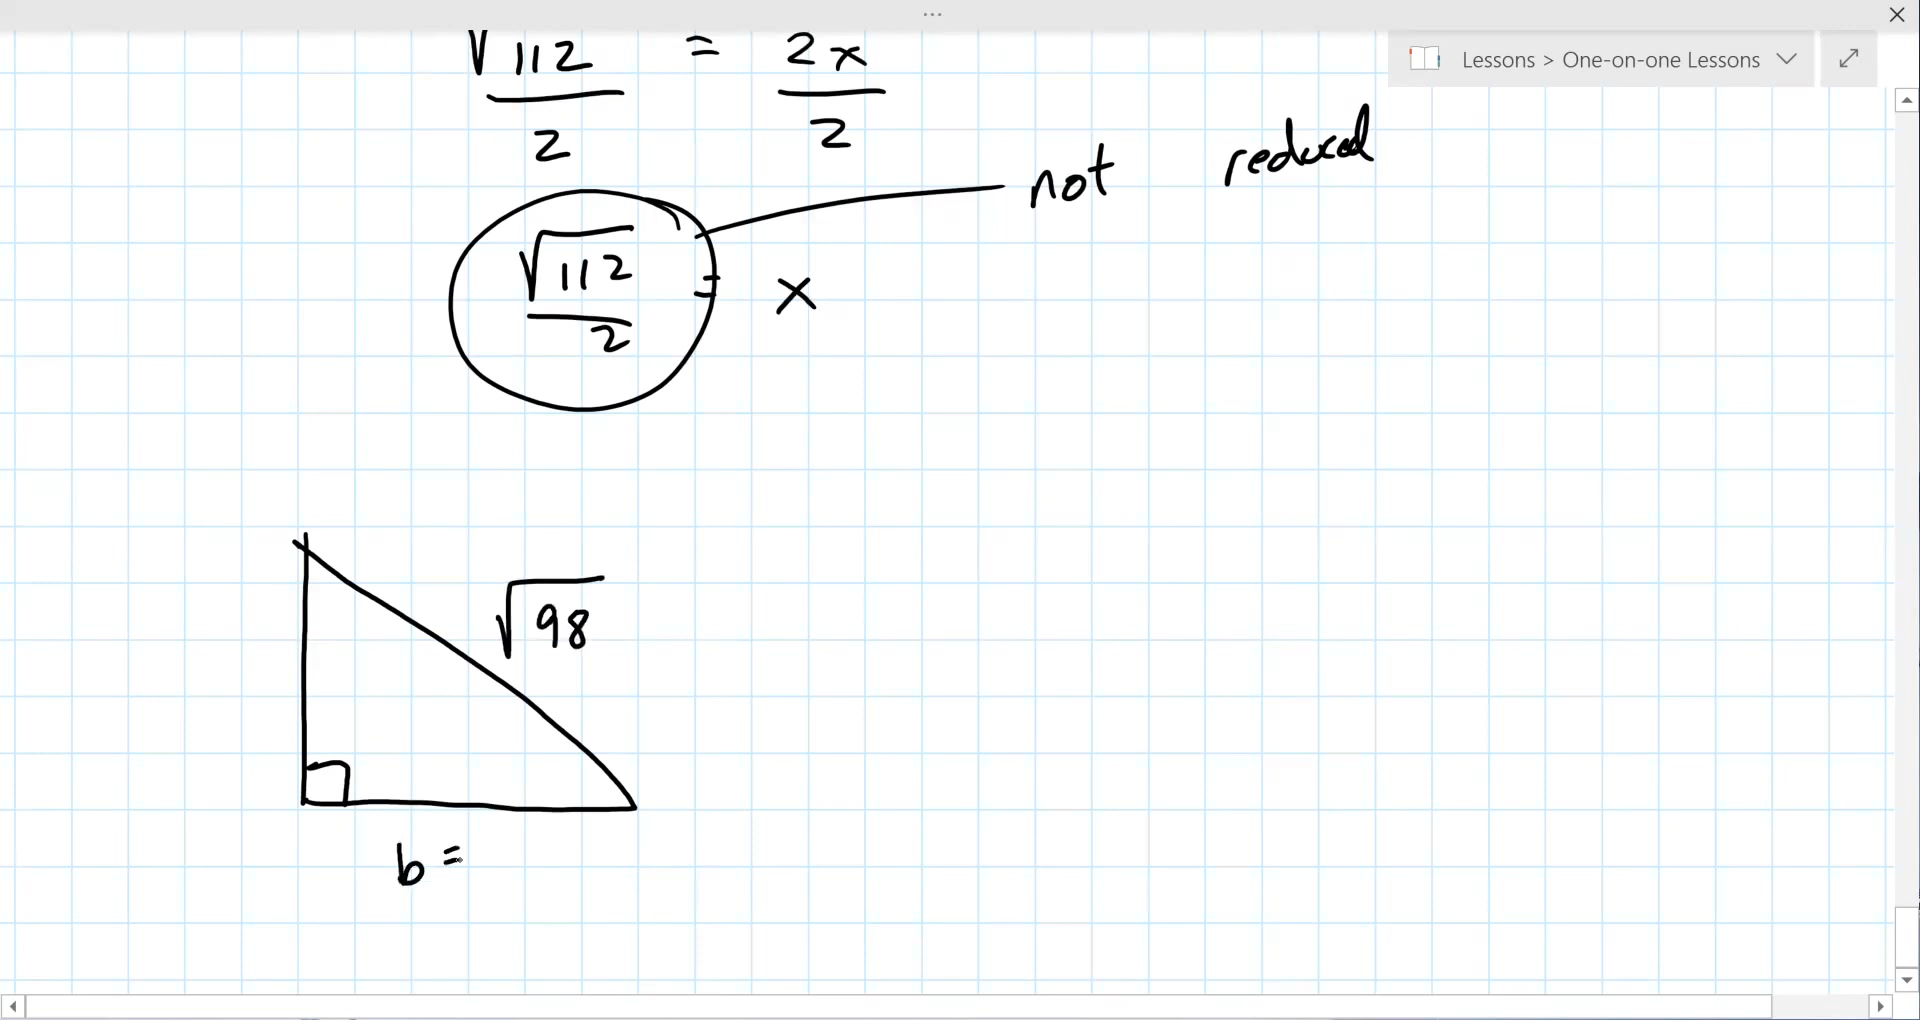 ...
Lessons > One-on-one Lessons
√112 = 2x
2 2
not reduced
√112 = x
2
√98
b =